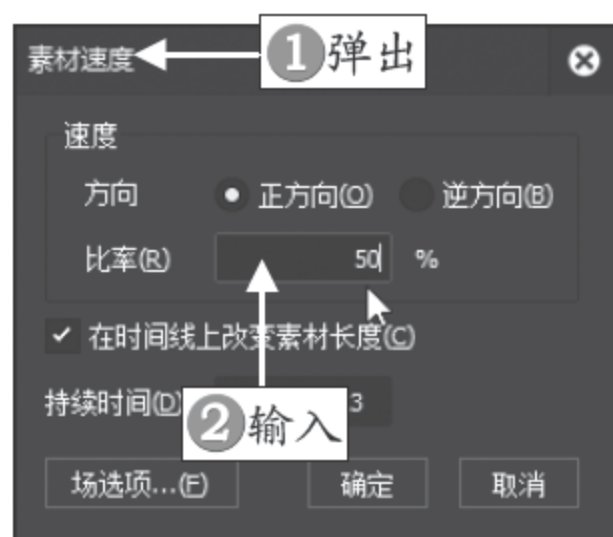 素材速度
1弹出
速度
方向 正方向(O) 逆方向(B)
比率(R) 50 %
在时间线上改变素材长度(C)
持续时间(D) 3
2输入
场选项...(F) 确定 取消